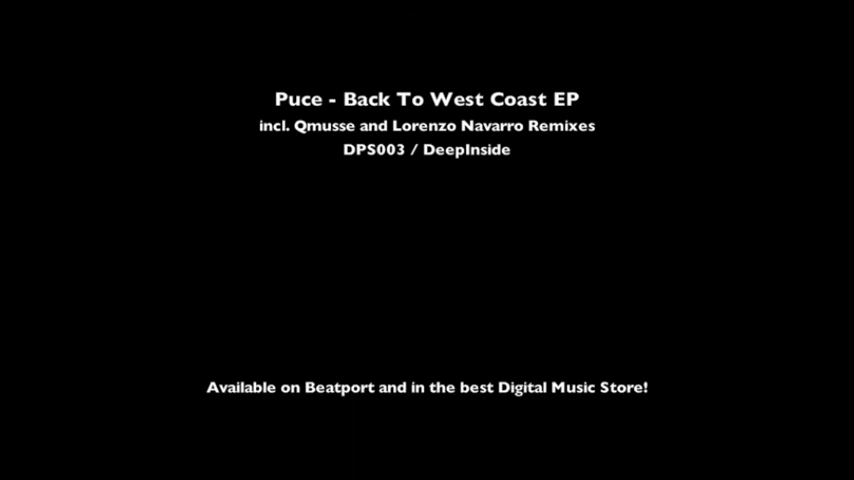 Puce - Back To West Coast EP
incl. Qmusse and Lorenzo Navarro Remixes
DPS003 / DeepInside
Available on Beatport and in the best Digital Music Store!